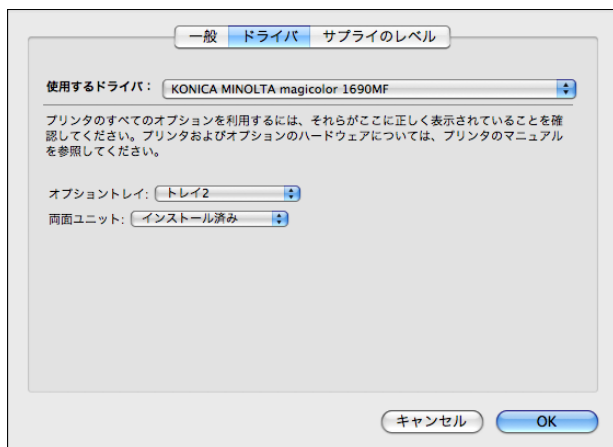 一般 ドライバ サプライのレベル
使用するドライバ： KONICA MINOLTA magicolor 1690MF
プリンタのすべてのオプションを利用するには、それらがここに正しく表示されていることを確
認してください。プリンタおよびオプションのハードウェアについては、プリンタのマニュアル
を参照してください。
オプショントレイ: トレイ2
両面ユニット: インストール済み
キャンセル OK